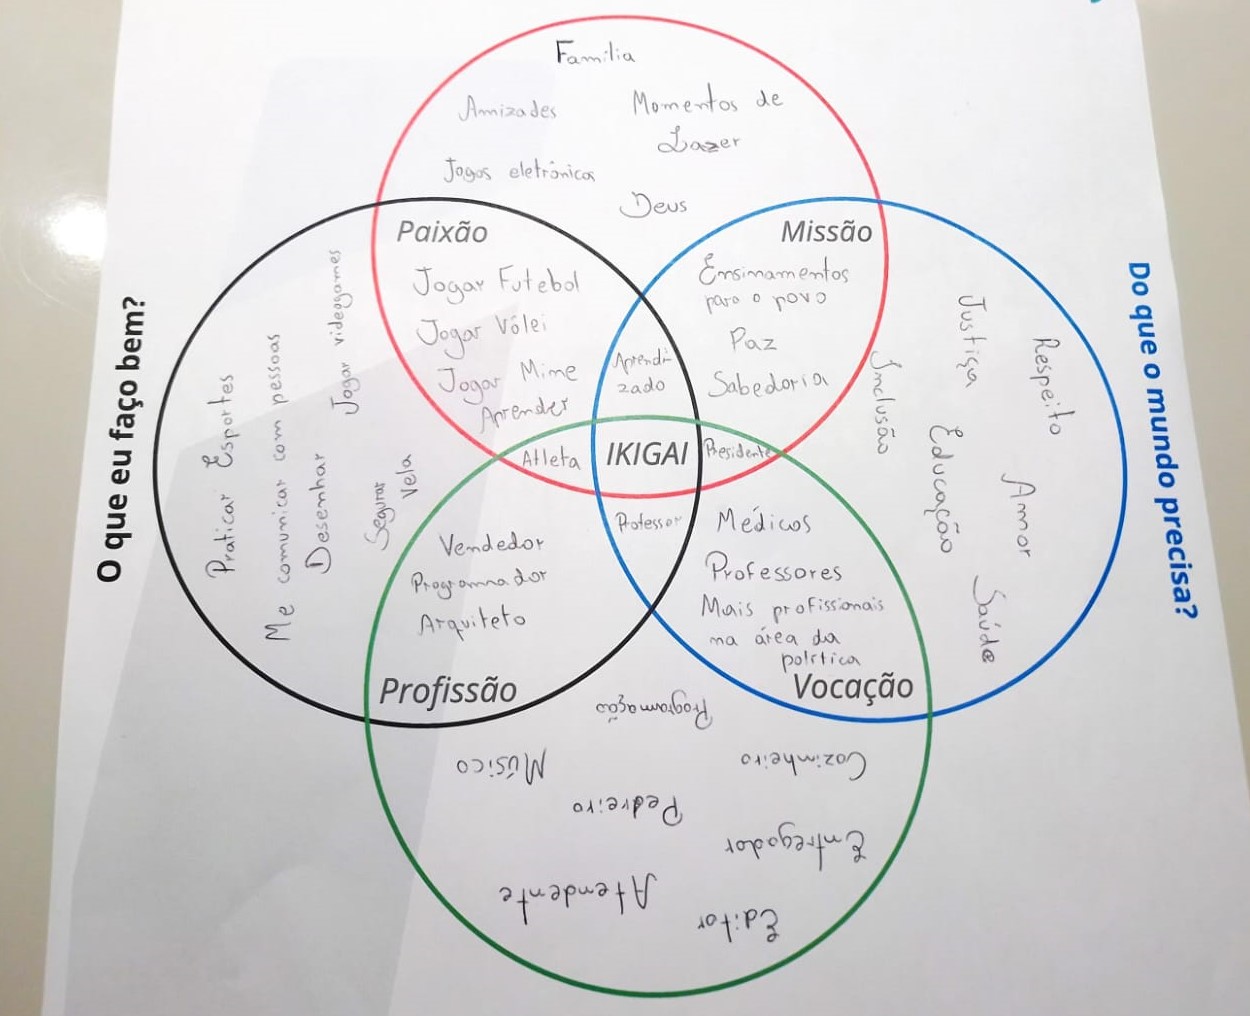 Familia
Amizades
Momentos de
Lazer
Jogos eletrônicos
Deus
Paixão
Jogar Futebol
Jogar Vôlei
Jogar Mime
Aprender
Missão
Ensinamentos
para o povo
Paz
Sabedoria
Aprendi-
zado
Atleta
IKIGAI
Presidente
Professor
O que eu faço bem?
Praticar Esportes
Me comunicar com pessoas
Desenhar
Jogar videogames
Segurar
Vela
Do que o mundo precisa?
Respeito
Justiça
Amor
Educação
Saúde
Inclusão
Vendedor
Programador
Arquiteto
Profissão
Médicos
Professores
Mais profissionais
na área da
política
Vocação
Editor
Atendente
Entregador
Pedreiro
Cozinheiro
Músico
Programação